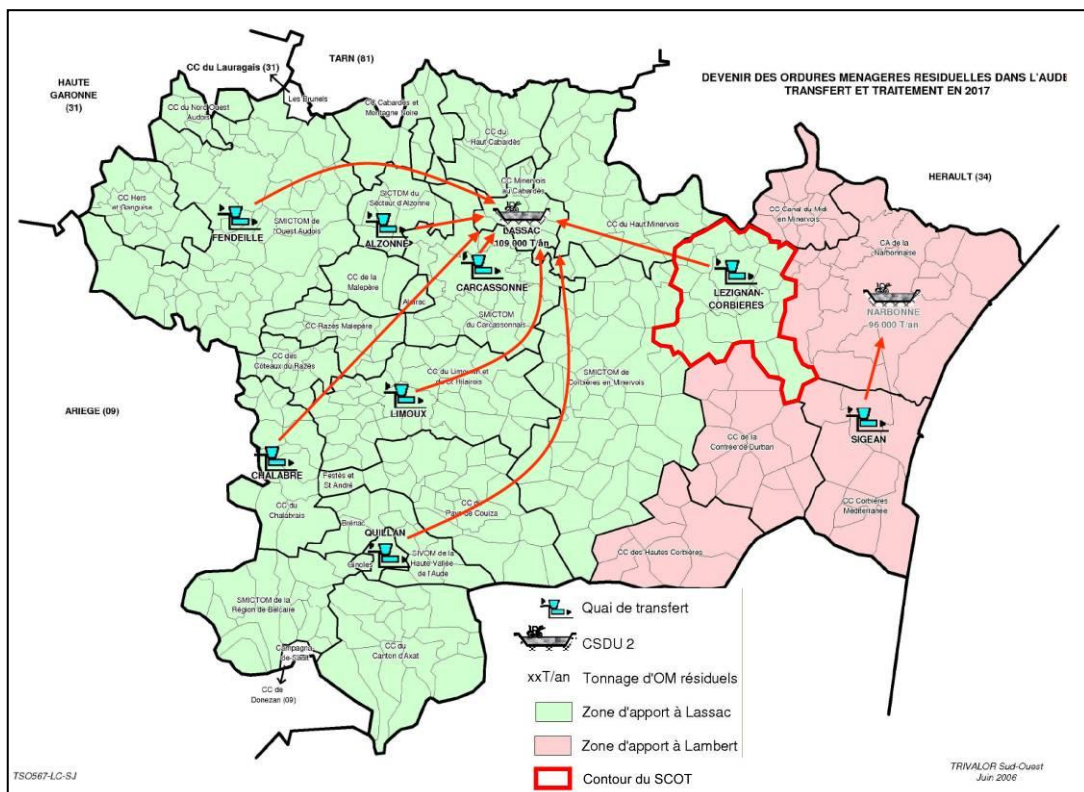 TARN (81)
CC du Lauragais (31)
HAUTE
GARONNE
(31)
DEVENIR DES ORDURES MENAGERES RESIDUELLES DANS L'AUDE
TRANSFERT ET TRAITEMENT EN 2017
Les Brunels
CC du Nord Ouest
Audois
CC Cabardès et
Montagne Noire
CC du
Haut Cabardès
HERAULT (34)
CC Hers
et Ganguise
CC Minervois
au Cabardès
SICTOM du
Secteur d'Alzonne
SMICTOM de
l'Ouest Audois
FENDEILLE
ALZONNE
LASSAC
109 000 T/an
CC du Haut Minervois
CC Canal du Midi
en Minervois
CA de la
Narbonnaise
CARCASSONNE
LEZIGNAN-
CORBIERES
NARBONNE
96 000 T/an
CC de la
Malepère
CC Razès Malepère
SMICTOM
du Carcassonnais
CC des
Côteaux du Razès
CC du Limouxin et
du St Hilairois
SMICTOM de
Corbières en Minervois
ARIEGE (09)
LIMOUX
SIGEAN
CC de la
Contrée de Durban
CHALABRE
Festes et
St André
CC du
Chalabrais
CC du
Pays de Couiza
CC Corbières
Méditerranée
Brénac
QUILLAN
Ginoles
SIVOM de la
Haute Vallée
de l'Aude
CC des Hautes Corbières
SMICTOM de la
Région de Belcaire
Campagna
de Sault
CC du
Canton d'Axat
CC de
Donezan (09)
Quai de transfert
CSDU 2
xxT/an Tonnage d'OM résiduels
Zone d'apport à Lassac
Zone d'apport à Lambert
Contour du SCOT
TSO567-LC-SJ
TRIVALOR Sud-Ouest
Juin 2006